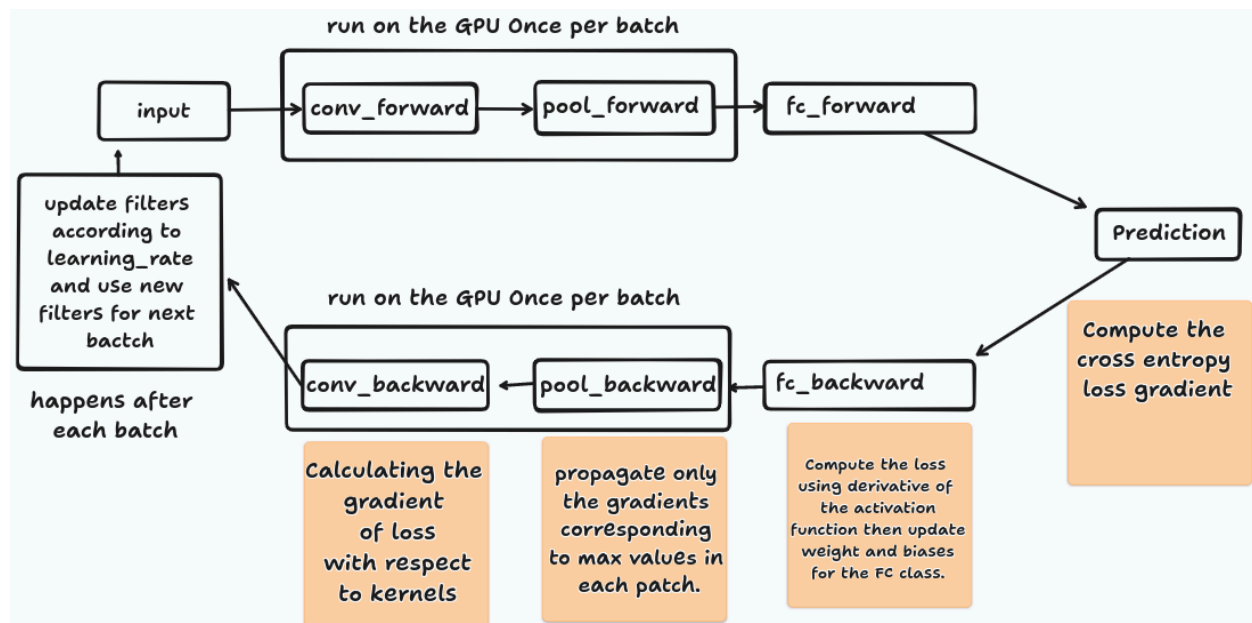 run on the GPU Once per batch
input
conv_forward
pool_forward
fc_forward
update filters
according to
learning_rate
and use new
filters for next
bactch
happens after
each batch
Prediction
Compute the
cross entropy
loss gradient
run on the GPU Once per batch
conv_backward
pool_backward
fc_backward
Calculating the
gradient
of loss
with respect
to kernels
propagate only
the gradients
corresponding
to max values in
each patch.
Compute the loss
using derivative of
the activation
function then update
weight and biases
for the FC class.